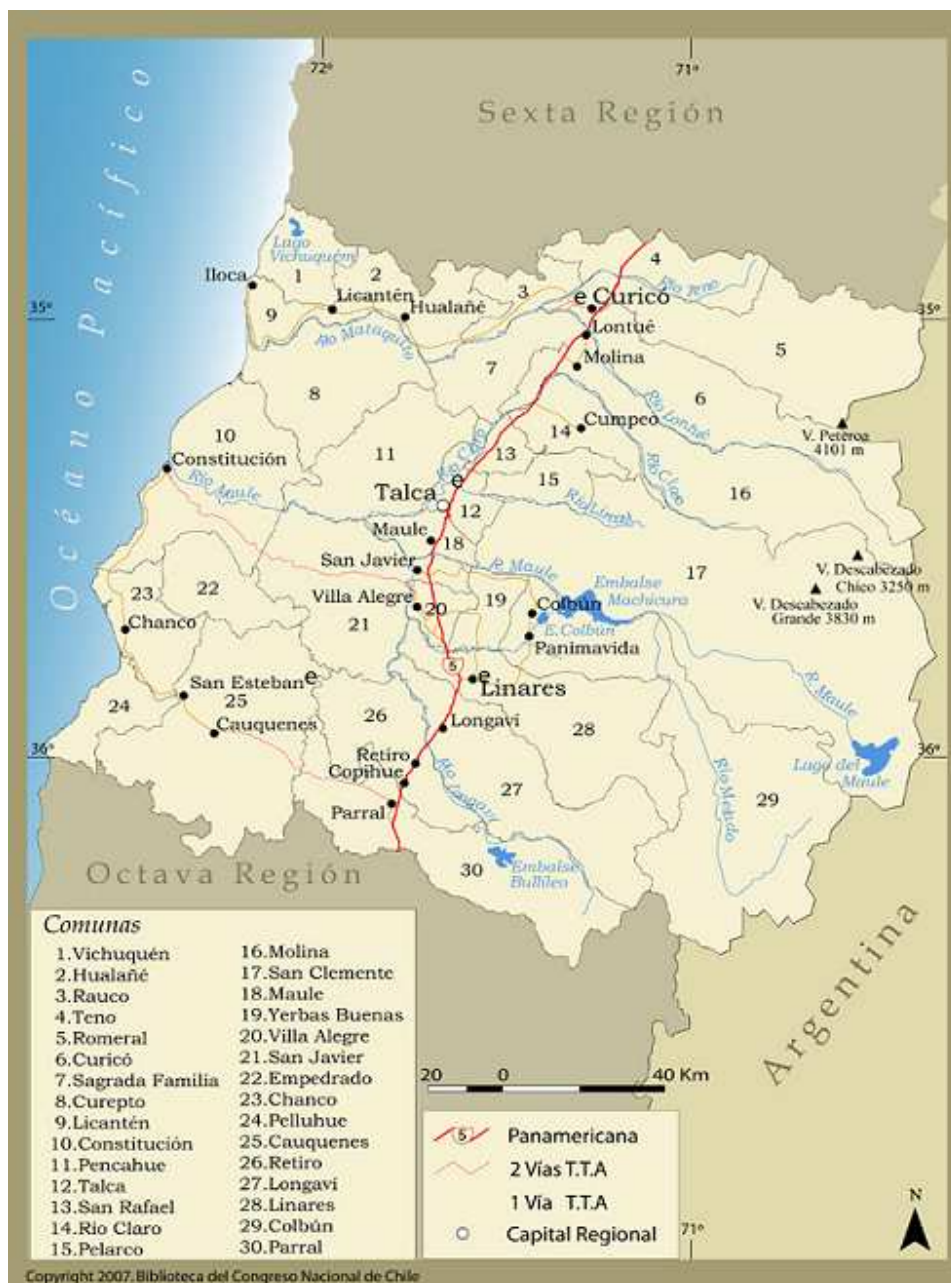 72°
71°
Sexta Región
Océano Pacífico
Lago
Vichuquém
Iloca
1
2
3
4
Río Teno
Licantén
Hualañé
e Curicó
35°
35°
9
Río Mataquito
Lontué
5
7
Molina
8
6
Cumpeo
14
Río Lontué
V. Peteroa
4101 m
10
11
Río Claro
13
Constitución
Río Maule
e
Talca
12
15
Río Claro
16
Maule
18
San Javier
R. Maule
Embalse
Machicura
17
V. Descabezado
Chico 3250 m
V. Descabezado
Grande 3830 m
23
22
Villa Alegre
20
19
Colbún
E. Colbún
Chanco
21
Panimavida
5
San Esteban
e
e
Linares
R. Maule
24
25
Cauquenes
26
Longaví
28
36°
36°
Retiro
Copihue
Lago del
Maule
Parral
Río Longaví
27
Río Melado
29
Octava Región
30
Embalse
Bullileo
Argentina
Comunas
1.Vichuquén
2.Hualañé
3.Rauco
4.Teno
5.Romeral
6.Curicó
7.Sagrada Familia
8.Curepto
9.Licantén
10.Constitución
11.Pencahue
12.Talca
13.San Rafael
14.Río Claro
15.Pelarco
16.Molina
17.San Clemente
18.Maule
19.Yerbas Buenas
20.Villa Alegre
21.San Javier
22.Empedrado
23.Chanco
24.Pelluhue
25.Cauquenes
26.Retiro
27.Longaví
28.Linares
29.Colbún
30.Parral
20 0 40 Km
5 Panamericana
2 Vías T.T.A
1 Vía T.T.A
Capital Regional
71°
N
Copyright 2007. Biblioteca del Congreso Nacional de Chile